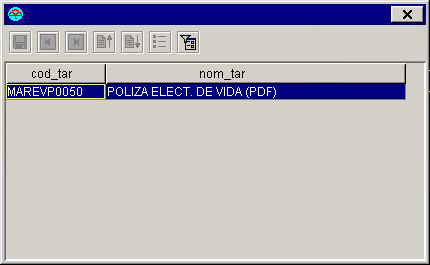 cod_tar nom_tar
MAREVP0050 POLIZA ELECT. DE VIDA (PDF)